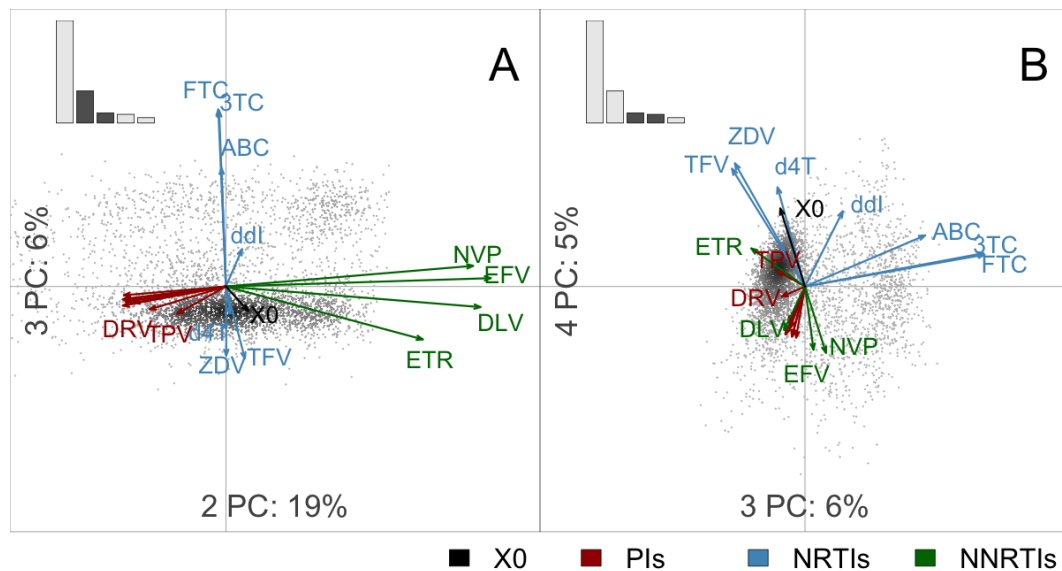 A
FTC
3TC
ABC
ddI
NVP
EFV
DLV
ETR
X0
DRV
TPV
d4T
ZDV
TFV
3 PC: 6%
2 PC: 19%
B
ZDV
TFV
d4T
X0
ddI
ABC
3TC
FTC
ETR
TPV
DRV
DLV
NVP
EFV
4 PC: 5%
3 PC: 6%
X0 PIs NRTIs NNRTIs